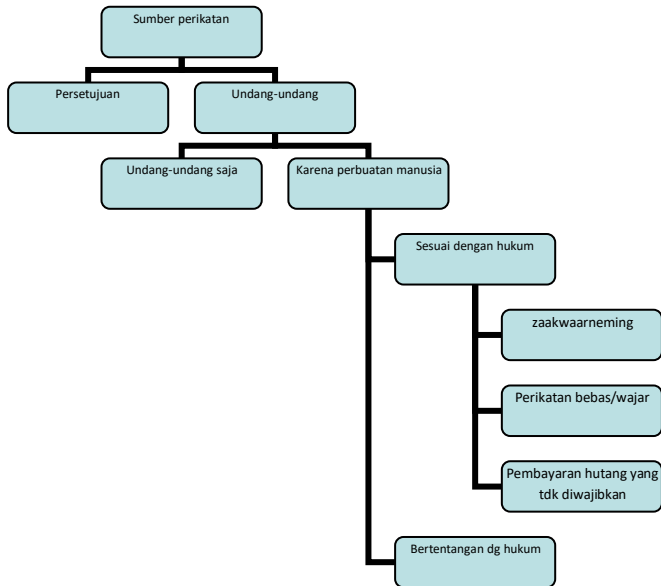 Sumber perikatan
Persetujuan
Undang-undang
Undang-undang saja
Karena perbuatan manusia
Sesuai dengan hukum
zaakwaarneming
Perikatan bebas/wajar
Pembayaran hutang yang
tdk diwajibkan
Bertentangan dg hukum